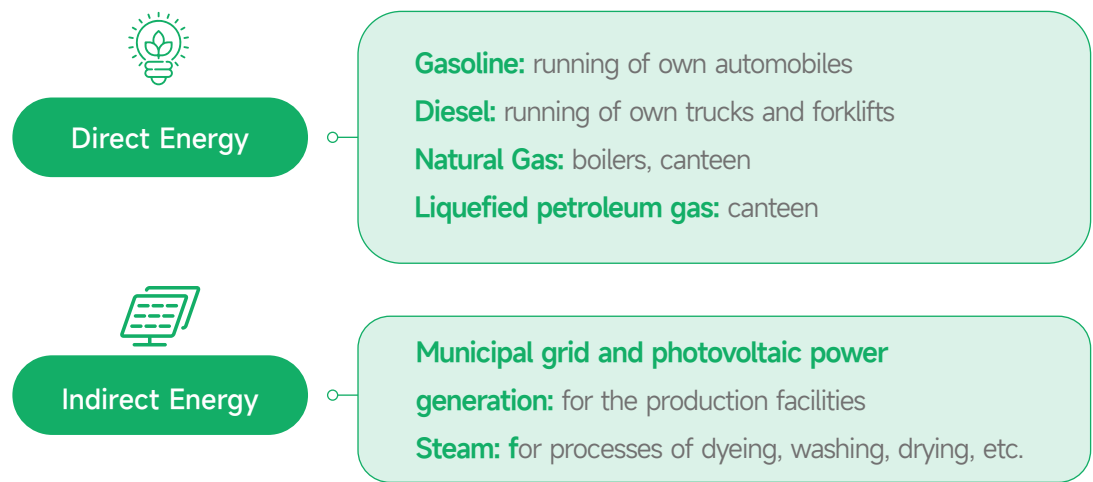 Direct Energy
Gasoline: running of own automobiles
Diesel: running of own trucks and forklifts
Natural Gas: boilers, canteen
Liquefied petroleum gas: canteen
Indirect Energy
Municipal grid and photovoltaic power
generation: for the production facilities
Steam: for processes of dyeing, washing, drying, etc.